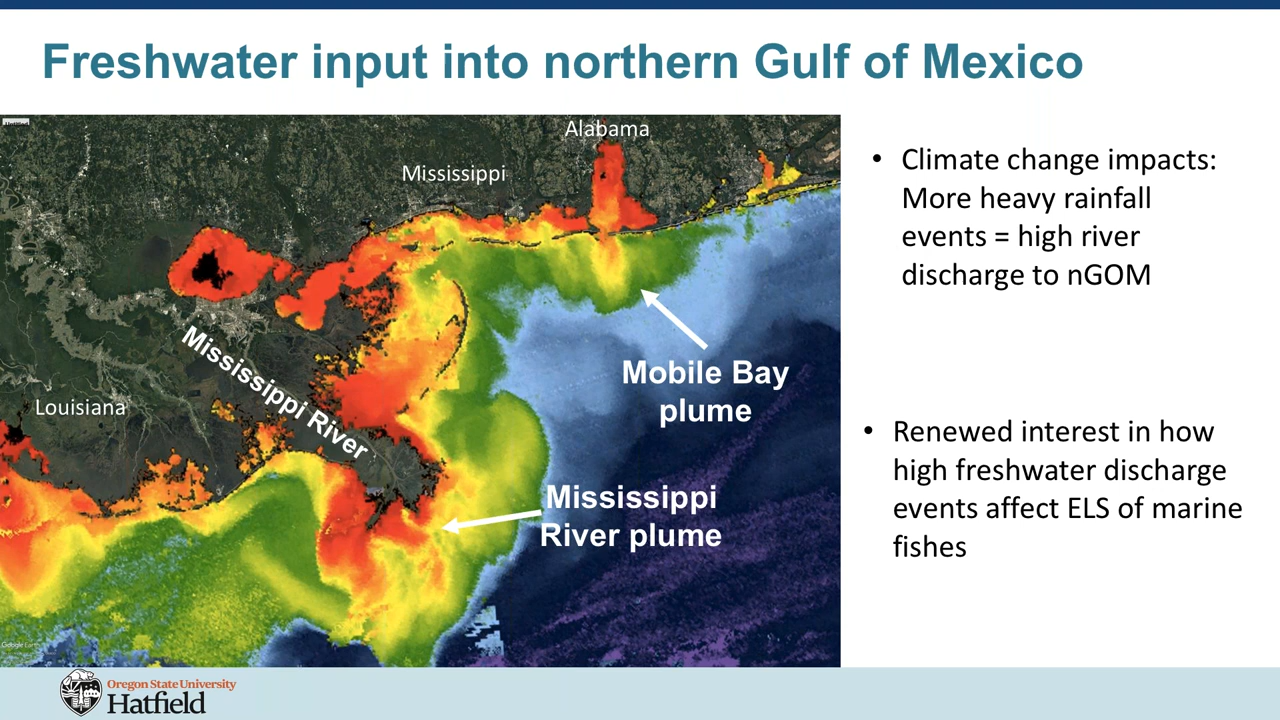 Freshwater input into northern Gulf of Mexico
Alabama
Mississippi
Mississippi River
Louisiana
Mobile Bay
plume
Mississippi
River plume
• Climate change impacts:
More heavy rainfall
events = high river
discharge to nGOM
• Renewed interest in how
high freshwater discharge
events affect ELS of marine
fishes
Google Earth
Oregon State University
Hatfield